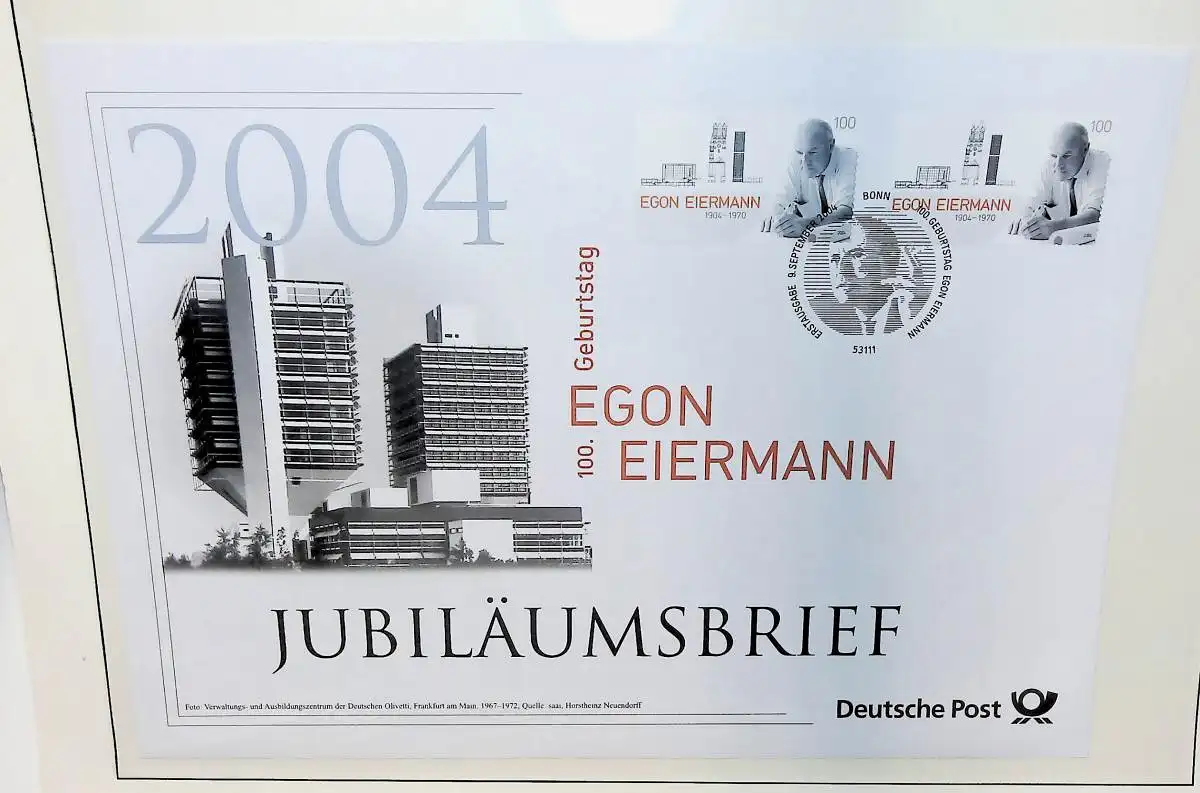 2004
100
EGON EIERMANN
1904–1970
100
EGON EIERMANN
1904–1970
BONN
ERSTAUSGABE 9. SEPTEMBER 2004
100. GEBURTSTAG EGON EIERMANN
53111
100. Geburtstag
EGON
EIERMANN
JUBILÄUMSBRIEF
Foto: Verwaltungs- und Ausbildungszentrum der Deutschen Olivetti, Frankfurt am Main, 1967–1972, Quelle: saai, Horstheinz Neuendorff
Deutsche Post